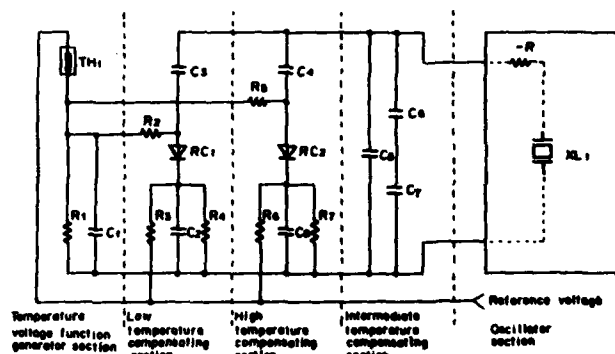 TH1
C3
C4
-R
R5
C6
R2
RC1
RC2
C5
XL1
C7
R1
C1
R3
C2
R4
R6
C8
R7
Reference voltage
Temperature
voltage function
generator section
Low
temperature
compensating
section
High
temperature
compensating
section
Intermediate
temperature
compensating
section
Oscillator
section